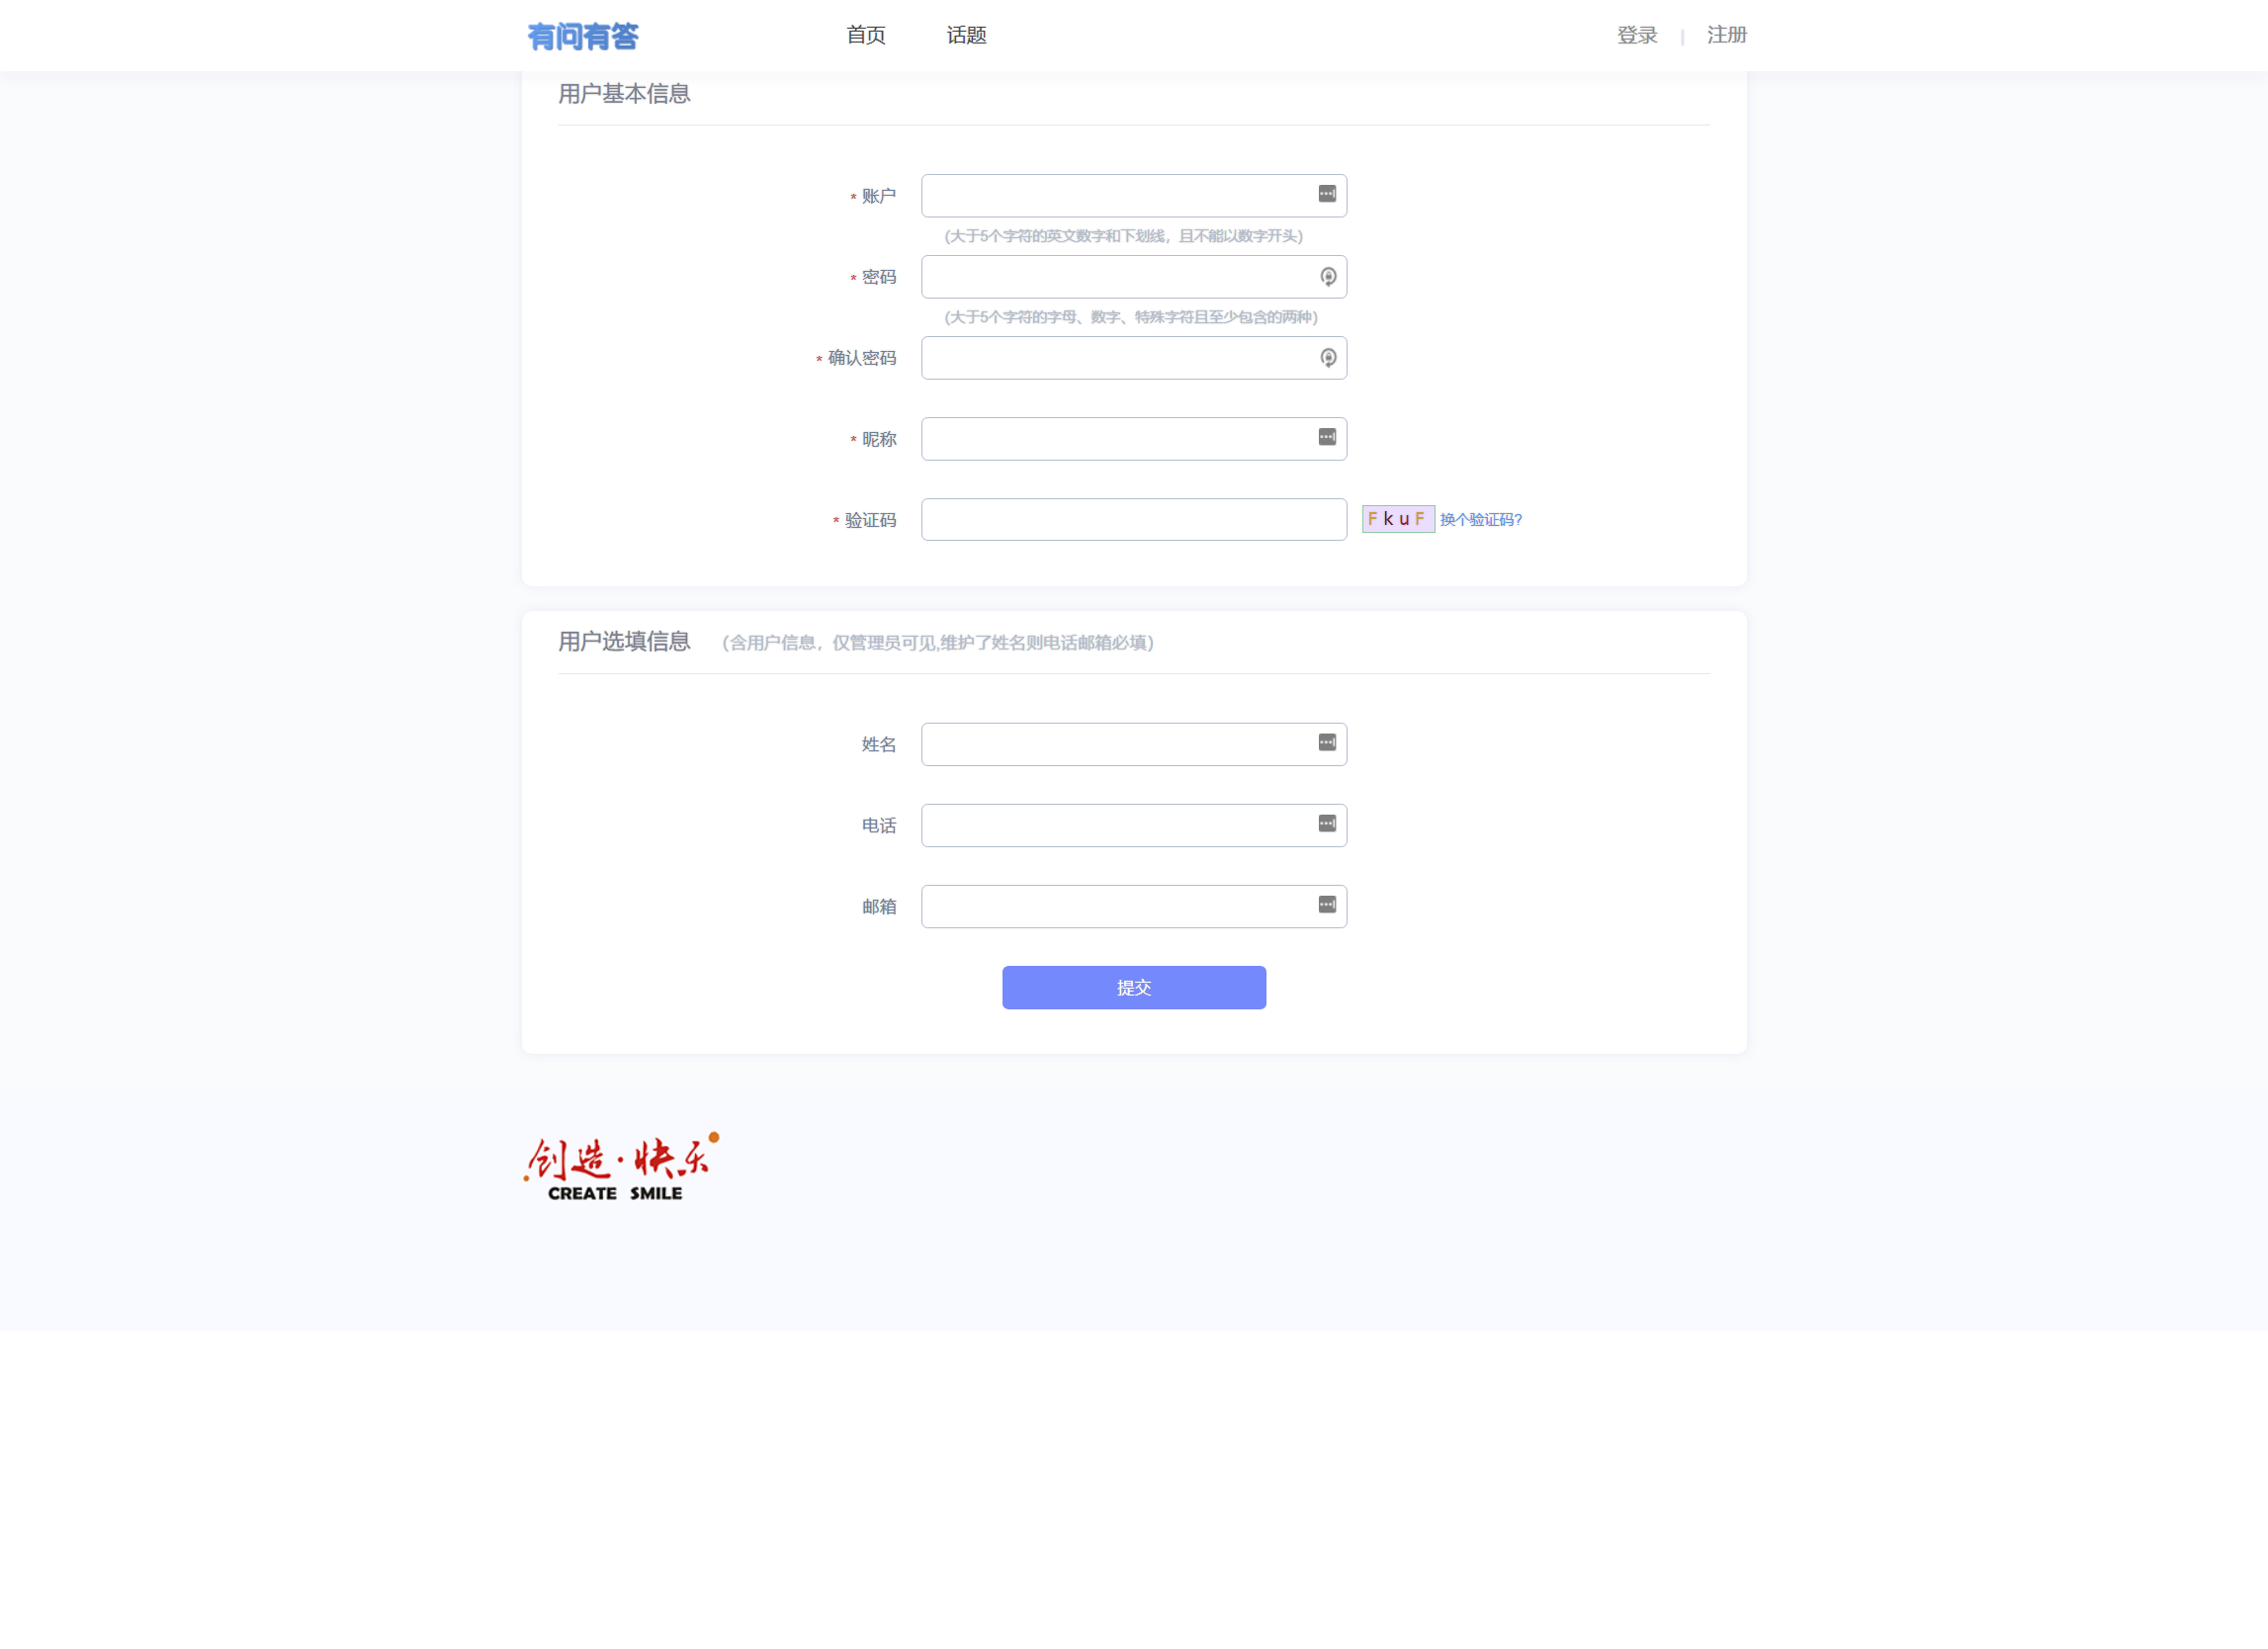 有问有答 首页 话题 登录 | 注册
用户基本信息
* 账户
(大于5个字符的英文数字和下划线，且不能以数字开头)
* 密码
(大于5个字符的字母、数字、特殊字符且至少包含的两种)
* 确认密码
* 昵称
* 验证码 FkuF 换个验证码?
用户选填信息 (含用户信息，仅管理员可见,维护了姓名则电话邮箱必填)
姓名
电话
邮箱
提交
创造·快乐
CREATE SMILE